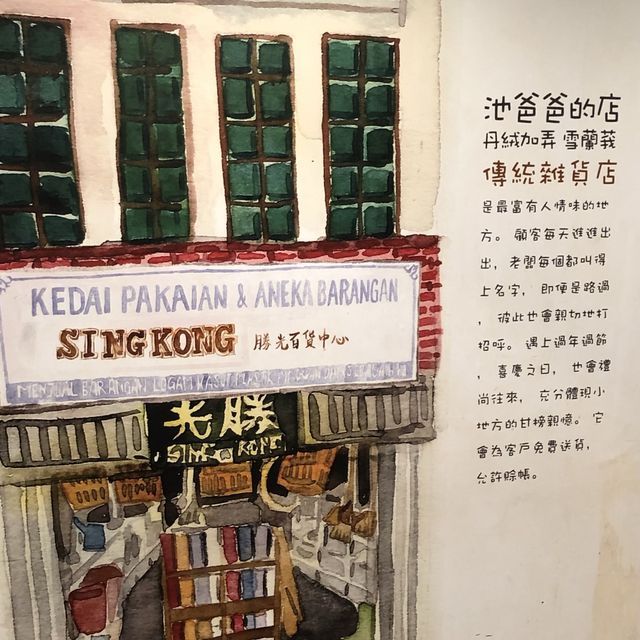 KEDAI PAKAIAN & ANEKA BARANGAN
SING KONG 勝光百貨中心
光勝
SING KONG
池爸爸的店
丹絨加弄 雪蘭莪
傳統雜貨店
是最富有人情味的地
方。顧客每天進進出
出, 老闆每個都叫得
上名字, 即便是路過
, 彼此也會親切地打
招呼。遇上過年過節
, 喜慶之日, 也會禮
尚往來, 充分體現小
地方的甘榜親憶。它
會為客戶免費送貨,
允許賒帳。